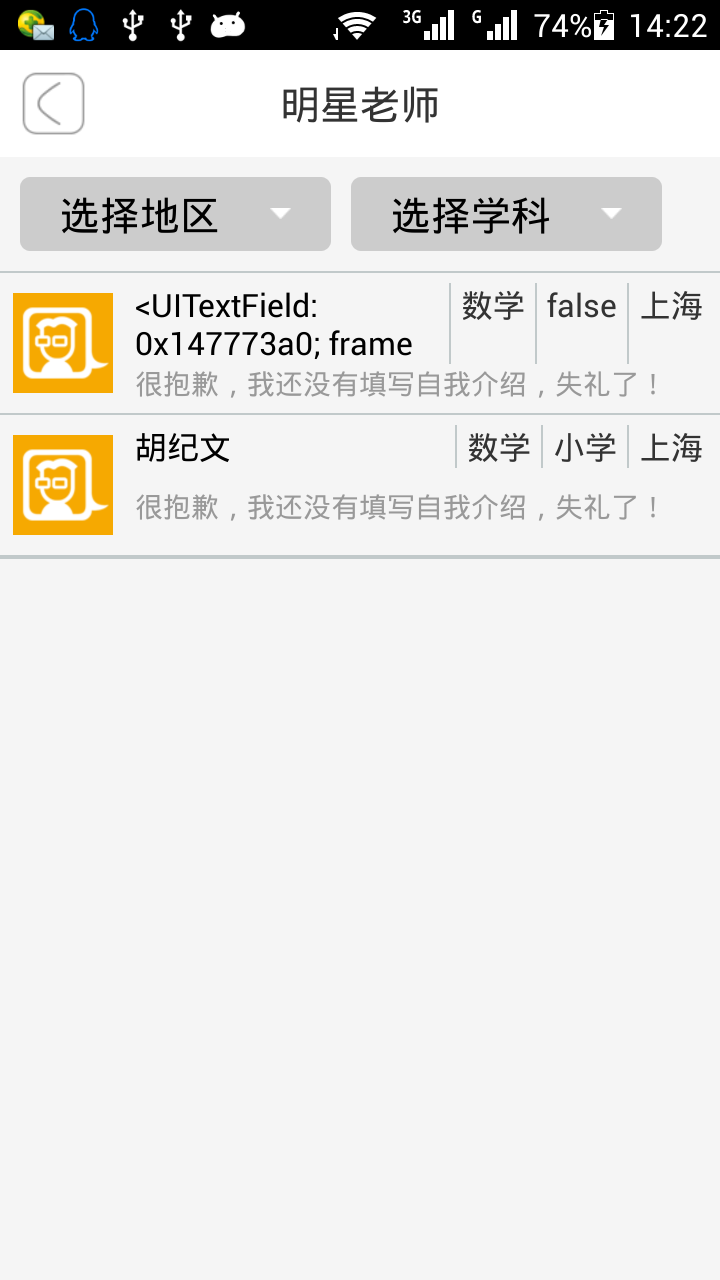 3G G 74% 14:22
明星老师
选择地区 选择学科
<UITextField: 数学 false 上海
0x147773a0; frame
很抱歉，我还没有填写自我介绍，失礼了！
胡纪文 数学 小学 上海
很抱歉，我还没有填写自我介绍，失礼了！